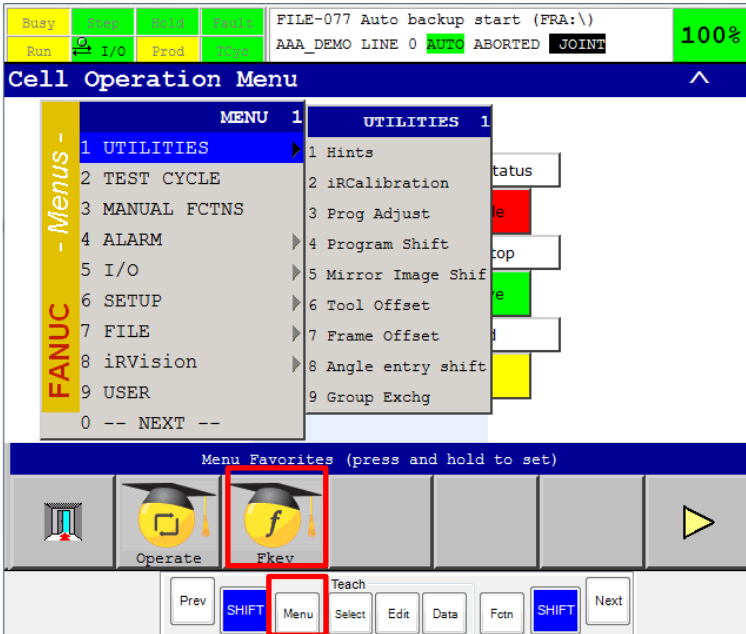 Busy Step Hold Fault
FILE-077 Auto backup start (FRA:\)
100%
Run I/O Prod TCyc
AAA_DEMO LINE 0 AUTO ABORTED JOINT
Cell Operation Menu
FANUC - Menus -
MENU 1
1 UTILITIES
2 TEST CYCLE
3 MANUAL FCTNS
4 ALARM
5 I/O
6 SETUP
7 FILE
8 iRVision
9 USER
0 -- NEXT --
UTILITIES 1
1 Hints
2 iRCalibration
3 Prog Adjust
4 Program Shift
5 Mirror Image Shif
6 Tool Offset
7 Frame Offset
8 Angle entry shift
9 Group Exchg
tatus
le
top
ve
d
Menu Favorites (press and hold to set)
f
Operate
Fkey
Teach
Prev
SHIFT
Menu
Select
Edit
Data
Fctn
SHIFT
Next